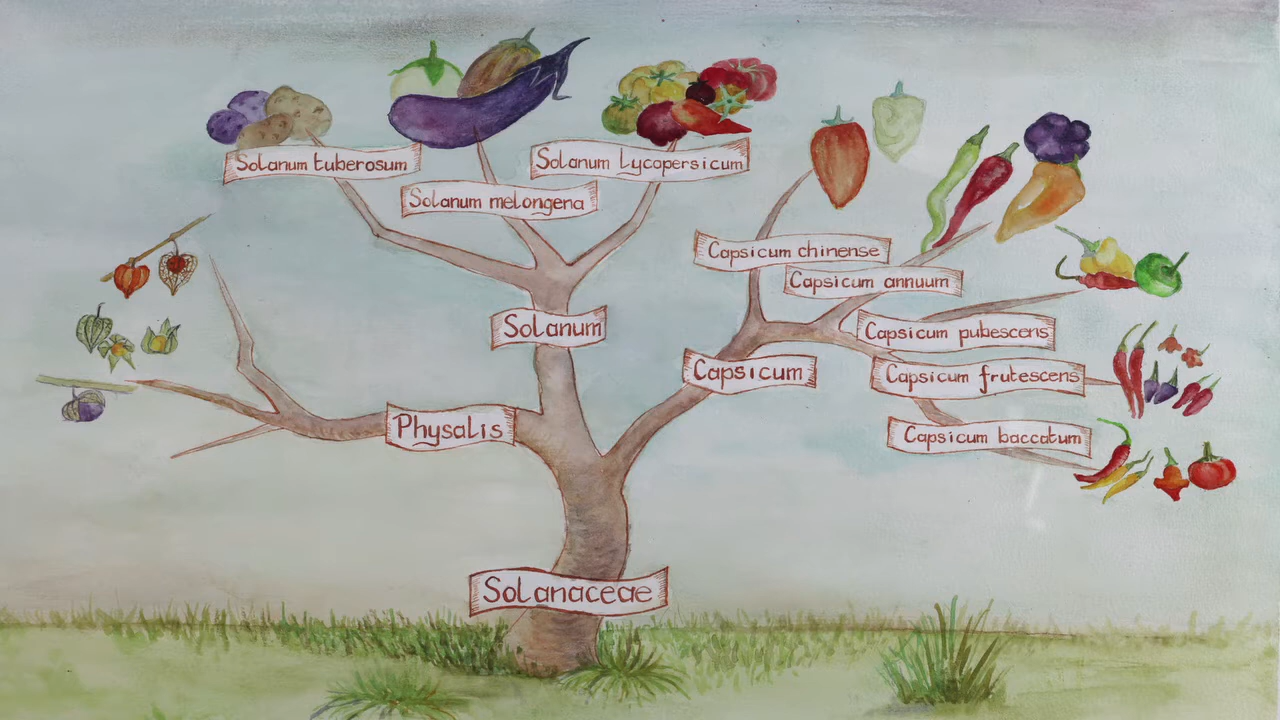 Solanum tuberosum
Solanum Lycopersicum
Solanum melongena
Capsicum chinense
Capsicum annuum
Solanum
Capsicum pubescens
Capsicum
Capsicum frutescens
Physalis
Capsicum baccatum
Solanaceae